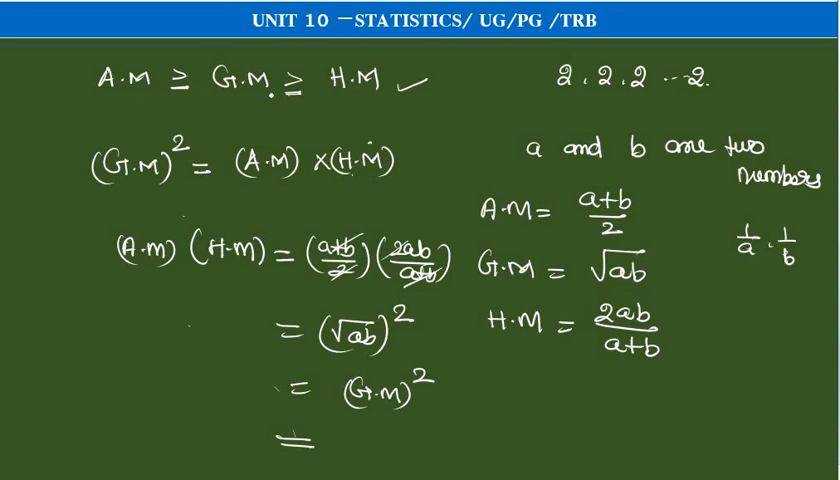 UNIT 10 – STATISTICS/ UG/PG /TRB
A.M ≥ G.M ≥ H.M ✓
2, 2, 2 ... 2.
(G.M)² = (A.M) × (H.M)
a and b are two
numbers
(A.M) (H.M) = (a+b/2)(2ab/a+b)
= (√ab)²
= (G.M)²
=
A.M = a+b/2
G.M = √ab
H.M = 2ab/a+b
1/a, 1/b